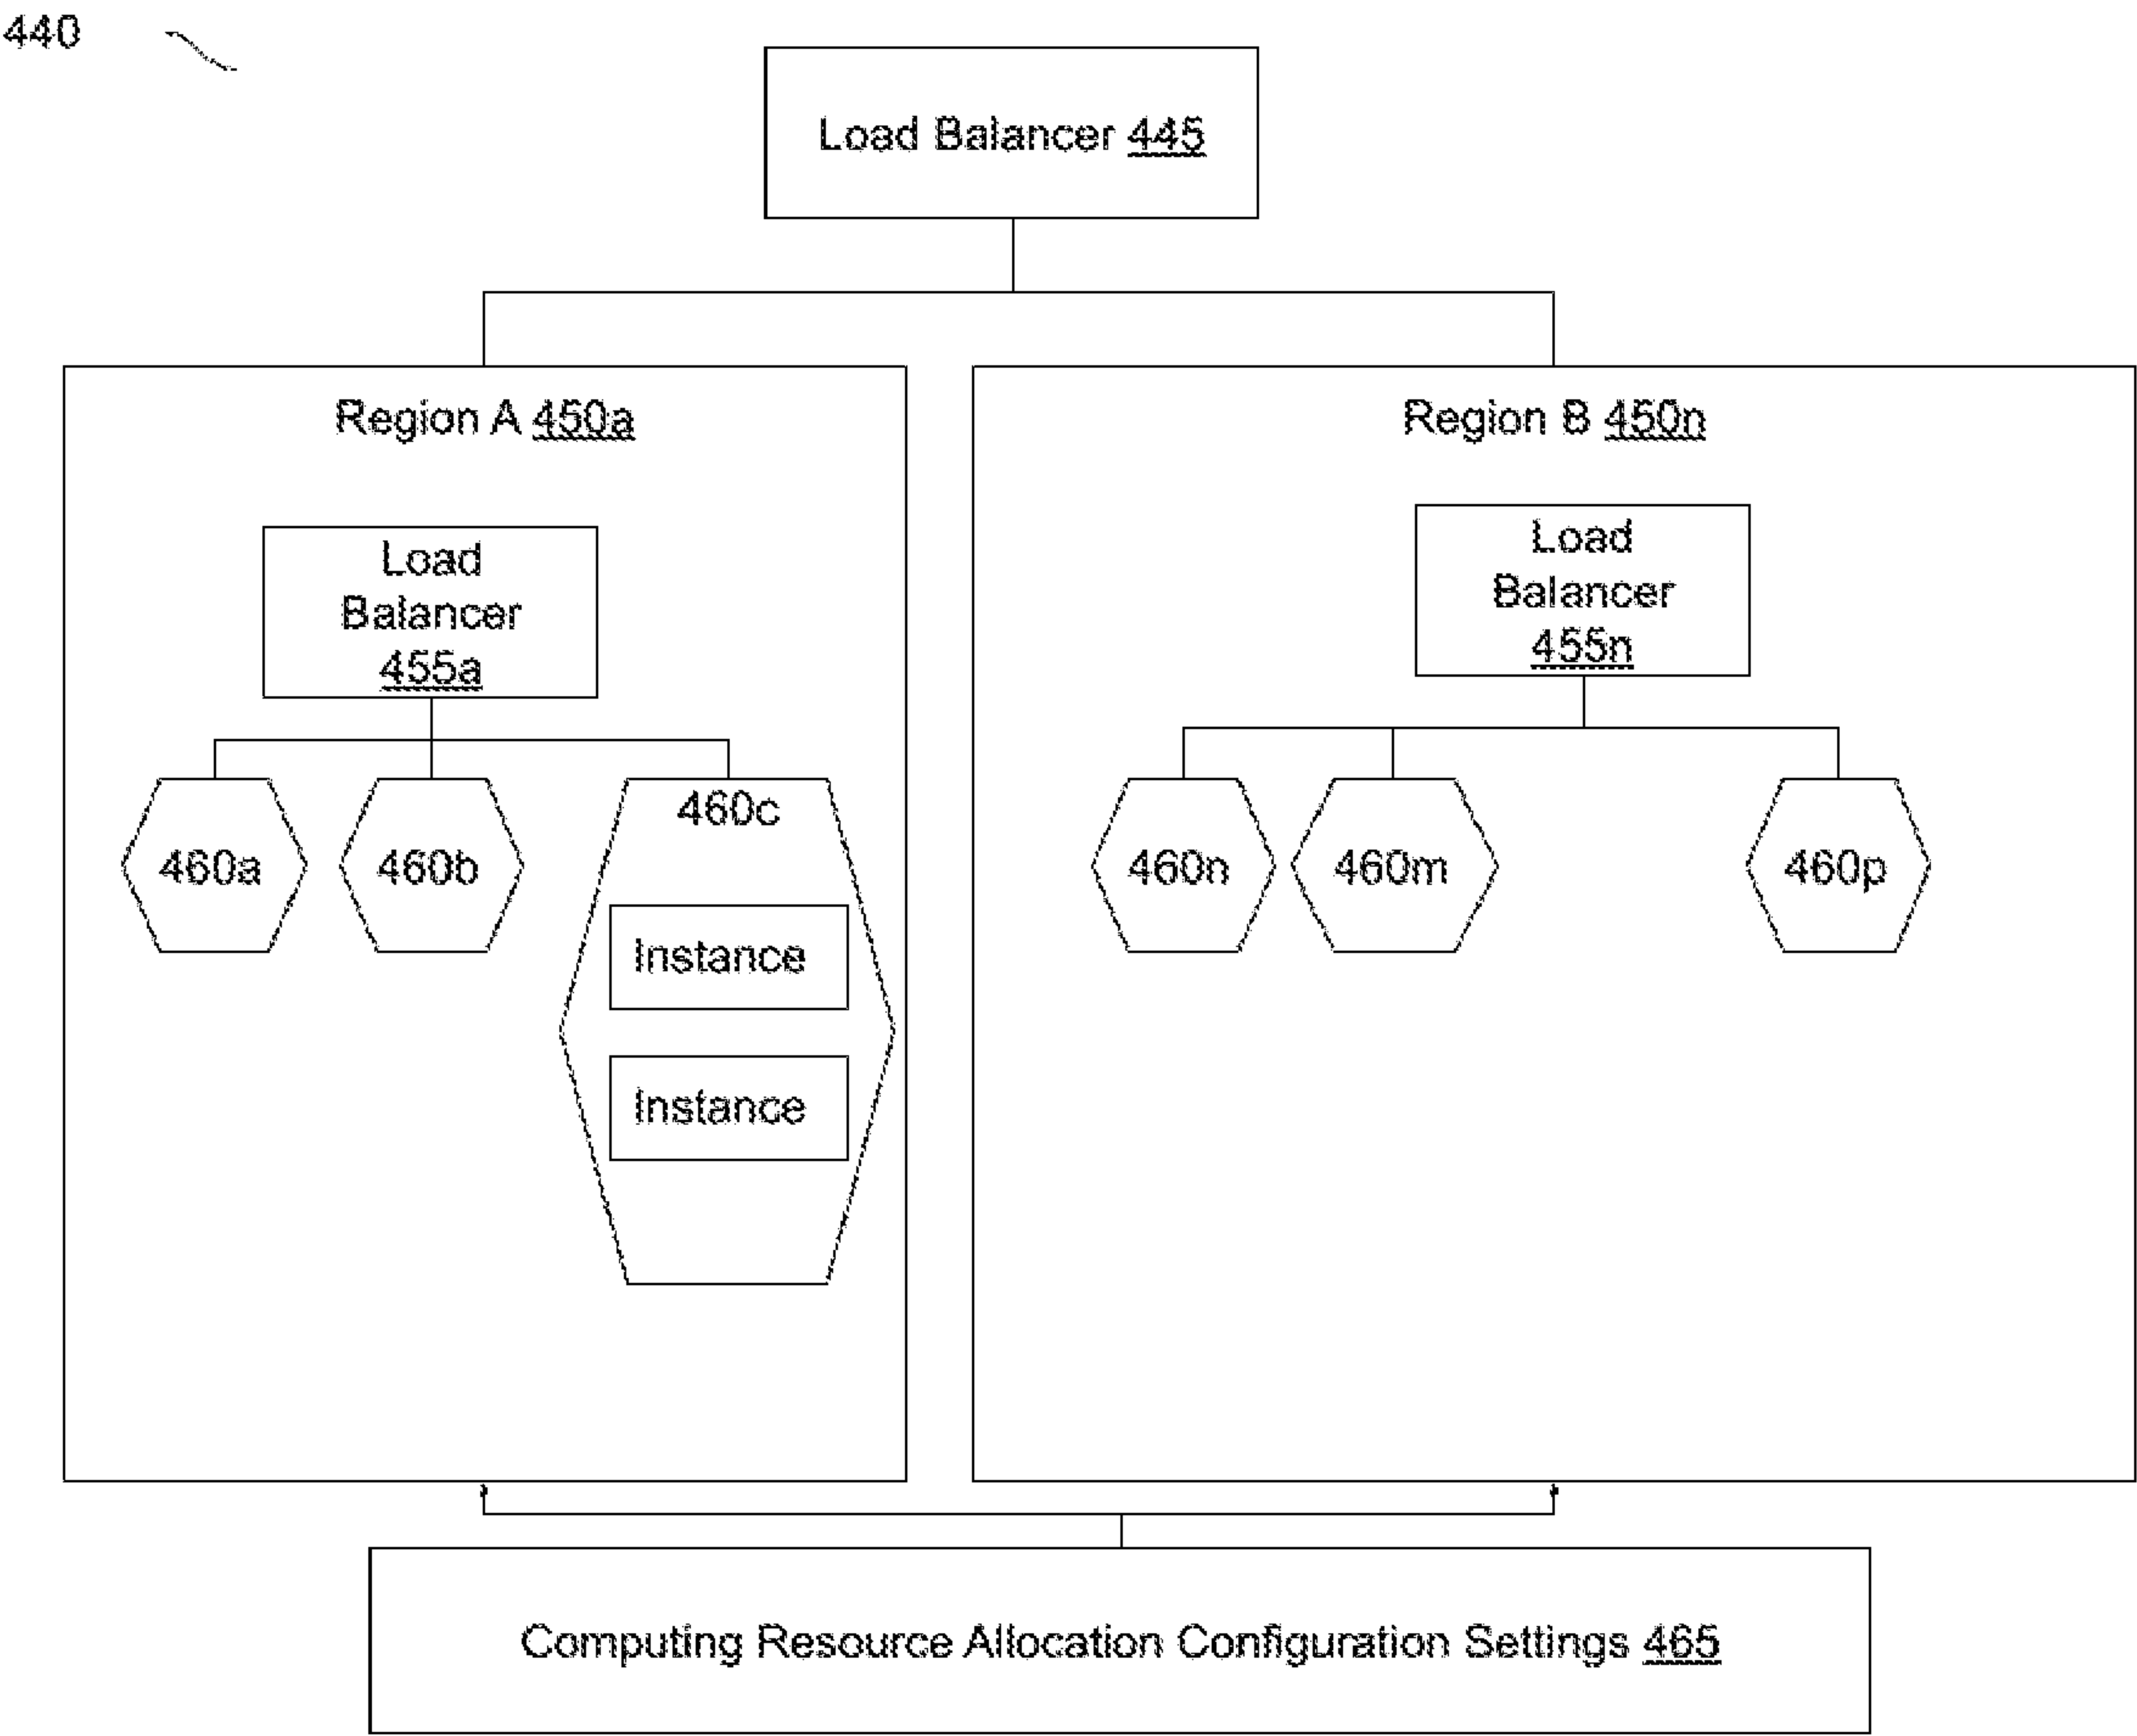 440
Load Balancer 445
Region A 450a
Region B 450n
Load
Balancer
455a
Load
Balancer
455n
460a
460b
460c
Instance
Instance
460n
460m
460p
Computing Resource Allocation Configuration Settings 465